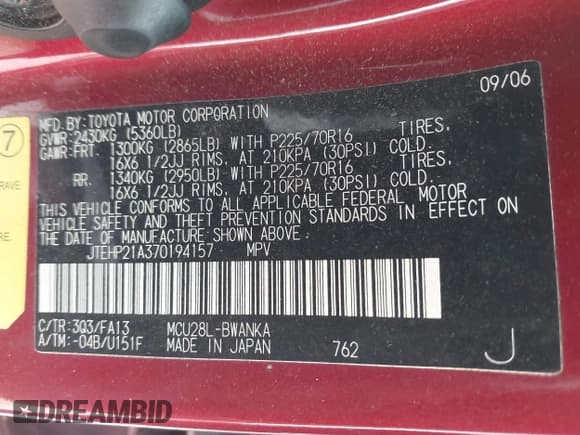 09/06
MFD. BY: TOYOTA MOTOR CORPORATION
GVWR: 2430KG (5360LB)
GAWR: FRT. 1300KG (2865LB) WITH P225/70R16 TIRES,
16X6 1/2JJ RIMS, AT 210KPA (30PSI) COLD.
RR. 1340KG (2950LB) WITH P225/70R16 TIRES,
16X6 1/2JJ RIMS, AT 210KPA (30PSI) COLD.
THIS VEHICLE CONFORMS TO ALL APPLICABLE FEDERAL MOTOR
VEHICLE SAFETY AND THEFT PREVENTION STANDARDS IN EFFECT ON
THE DATE OF MANUFACTURE SHOWN ABOVE.
JTEHP21A370194157 MPV
C/TR: 3Q3/FA13 MCU28L-BWANKA
A/TM: -04B/U151F MADE IN JAPAN 762 J
7
RAVE
RE.
DREAMBID